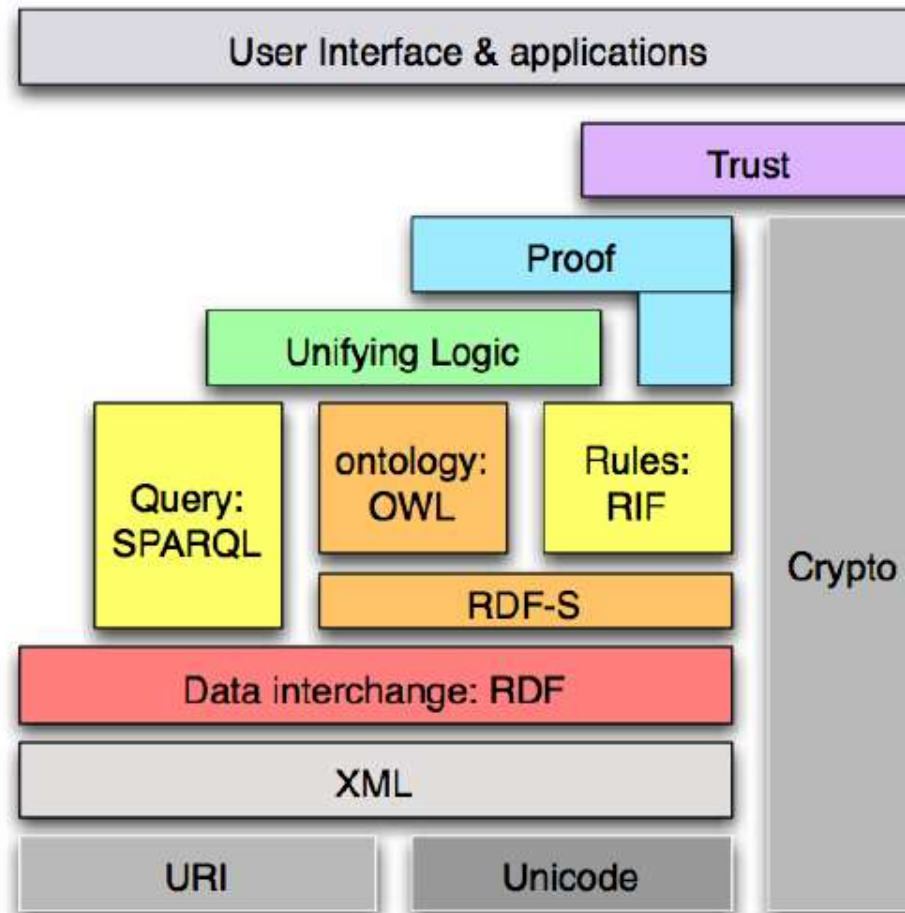 User Interface & applications
Trust
Proof
Unifying Logic
Query:
SPARQL
ontology:
OWL
Rules:
RIF
Crypto
RDF-S
Data interchange: RDF
XML
URI
Unicode